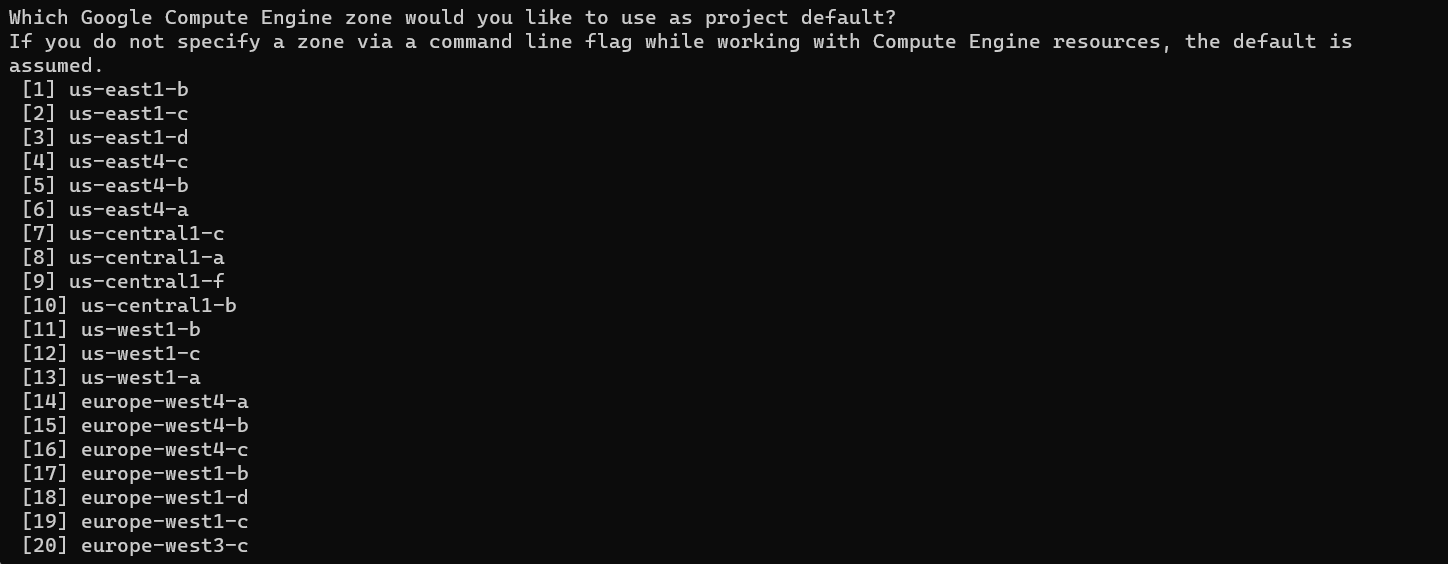 Which Google Compute Engine zone would you like to use as project default?
If you do not specify a zone via a command line flag while working with Compute Engine resources, the default is
assumed.
[1] us-east1-b
[2] us-east1-c
[3] us-east1-d
[4] us-east4-c
[5] us-east4-b
[6] us-east4-a
[7] us-central1-c
[8] us-central1-a
[9] us-central1-f
[10] us-central1-b
[11] us-west1-b
[12] us-west1-c
[13] us-west1-a
[14] europe-west4-a
[15] europe-west4-b
[16] europe-west4-c
[17] europe-west1-b
[18] europe-west1-d
[19] europe-west1-c
[20] europe-west3-c